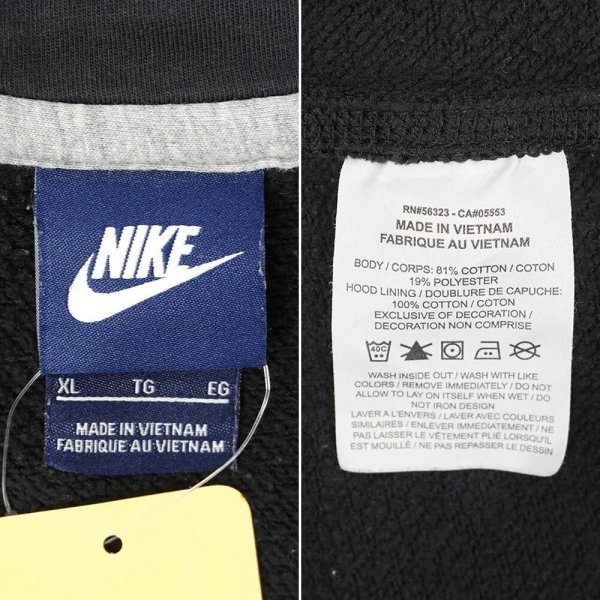 NIKE
XL TG EG
MADE IN VIETNAM
FABRIQUE AU VIETNAM
RN#56323 - CA#05553
MADE IN VIETNAM
FABRIQUE AU VIETNAM
BODY / CORPS: 81% COTTON / COTON
19% POLYESTER
HOOD LINING / DOUBLURE DE CAPUCHE:
100% COTTON / COTON
EXCLUSIVE OF DECORATION /
DECORATION NON COMPRISE
40C
WASH INSIDE OUT / WASH WITH LIKE
COLORS / REMOVE IMMEDIATELY / DO NOT
ALLOW TO LAY ON ITSELF WHEN WET / DO
NOT IRON DESIGN
LAVER A L'ENVERS / LAVER AVEC COULEURS
SIMILAIRES / ENLEVER IMMEDIATEMENT / NE
PAS LAISSER LE VÊTEMENT PLIÉ LORSQU'IL
EST MOUILLÉ / NE PAS REPASSER LE DESSIN